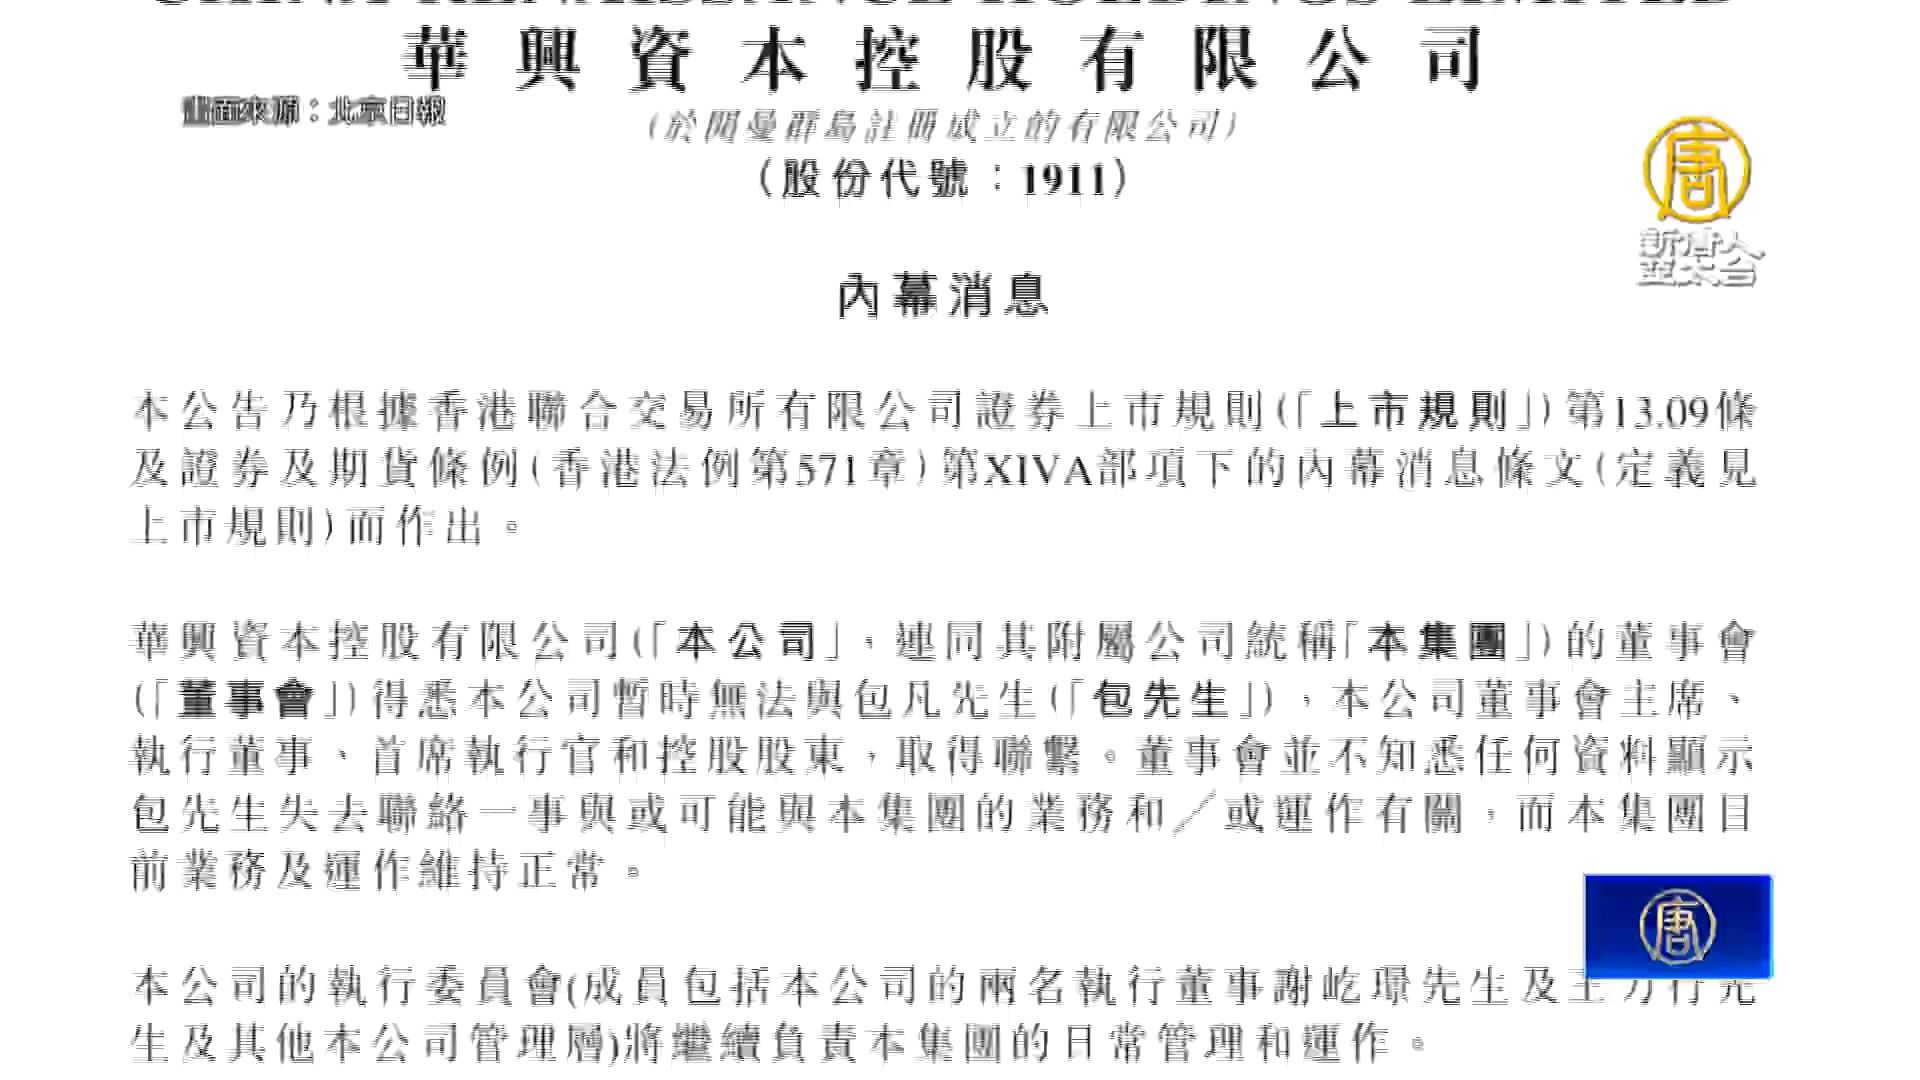 華興資本控股有限公司
畫面來源：北京日報
(於開曼群島註冊成立的有限公司)
(股份代號：1911)
唐
新唐人
亞太台
內幕消息
本公告乃根據香港聯合交易所有限公司證券上市規則(「上市規則」)第13.09條
及證券及期貨條例(香港法例第571章)第XIVA部項下的內幕消息條文(定義見
上市規則)而作出。
華興資本控股有限公司(「本公司」，連同其附屬公司統稱「本集團」)的董事會
(「董事會」)得悉本公司暫時無法與包凡先生(「包先生」)，本公司董事會主席、
執行董事、首席執行官和控股股東，取得聯繫。董事會並不知悉任何資料顯示
包先生失去聯絡一事與或可能與本集團的業務和／或運作有關，而本集團目
前業務及運作維持正常。
唐
本公司的執行委員會(成員包括本公司的兩名執行董事謝屹璟先生及王力行先
生及其他本公司管理層)將繼續負責本集團的日常管理和運作。